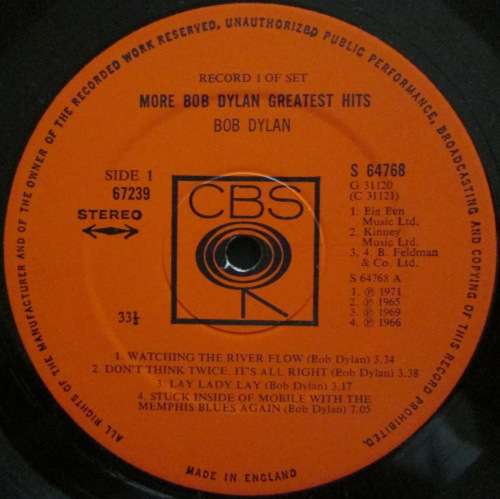 ALL RIGHTS OF THE MANUFACTURER AND OF THE OWNER OF THE RECORDED WORK RESERVED, UNAUTHORIZED PUBLIC PERFORMANCE, BROADCASTING AND COPYING OF THIS RECORD PROHIBITED.
RECORD 1 OF SET
MORE BOB DYLAN GREATEST HITS
BOB DYLAN
SIDE 1
67239
STEREO
33⅓
CBS
S 64768
G 31120
(C 31121)
1: Eig Een
Music Ltd.
2: Kinney
Music Ltd.
3. 4. B. Feldman
& Co. Ltd.
S 64768 A
1. ℗ 1971
2. ℗ 1965
3. ℗ 1969
4. ℗ 1966
1. WATCHING THE RIVER FLOW (Bob Dylan) 3.34
2. DON'T THINK TWICE, IT'S ALL RIGHT (Bob Dylan) 3.38
3. LAY LADY LAY (Bob Dylan) 3.17
4. STUCK INSIDE OF MOBILE WITH THE
MEMPHIS BLUES AGAIN (Bob Dylan) 7.05
MADE IN ENGLAND